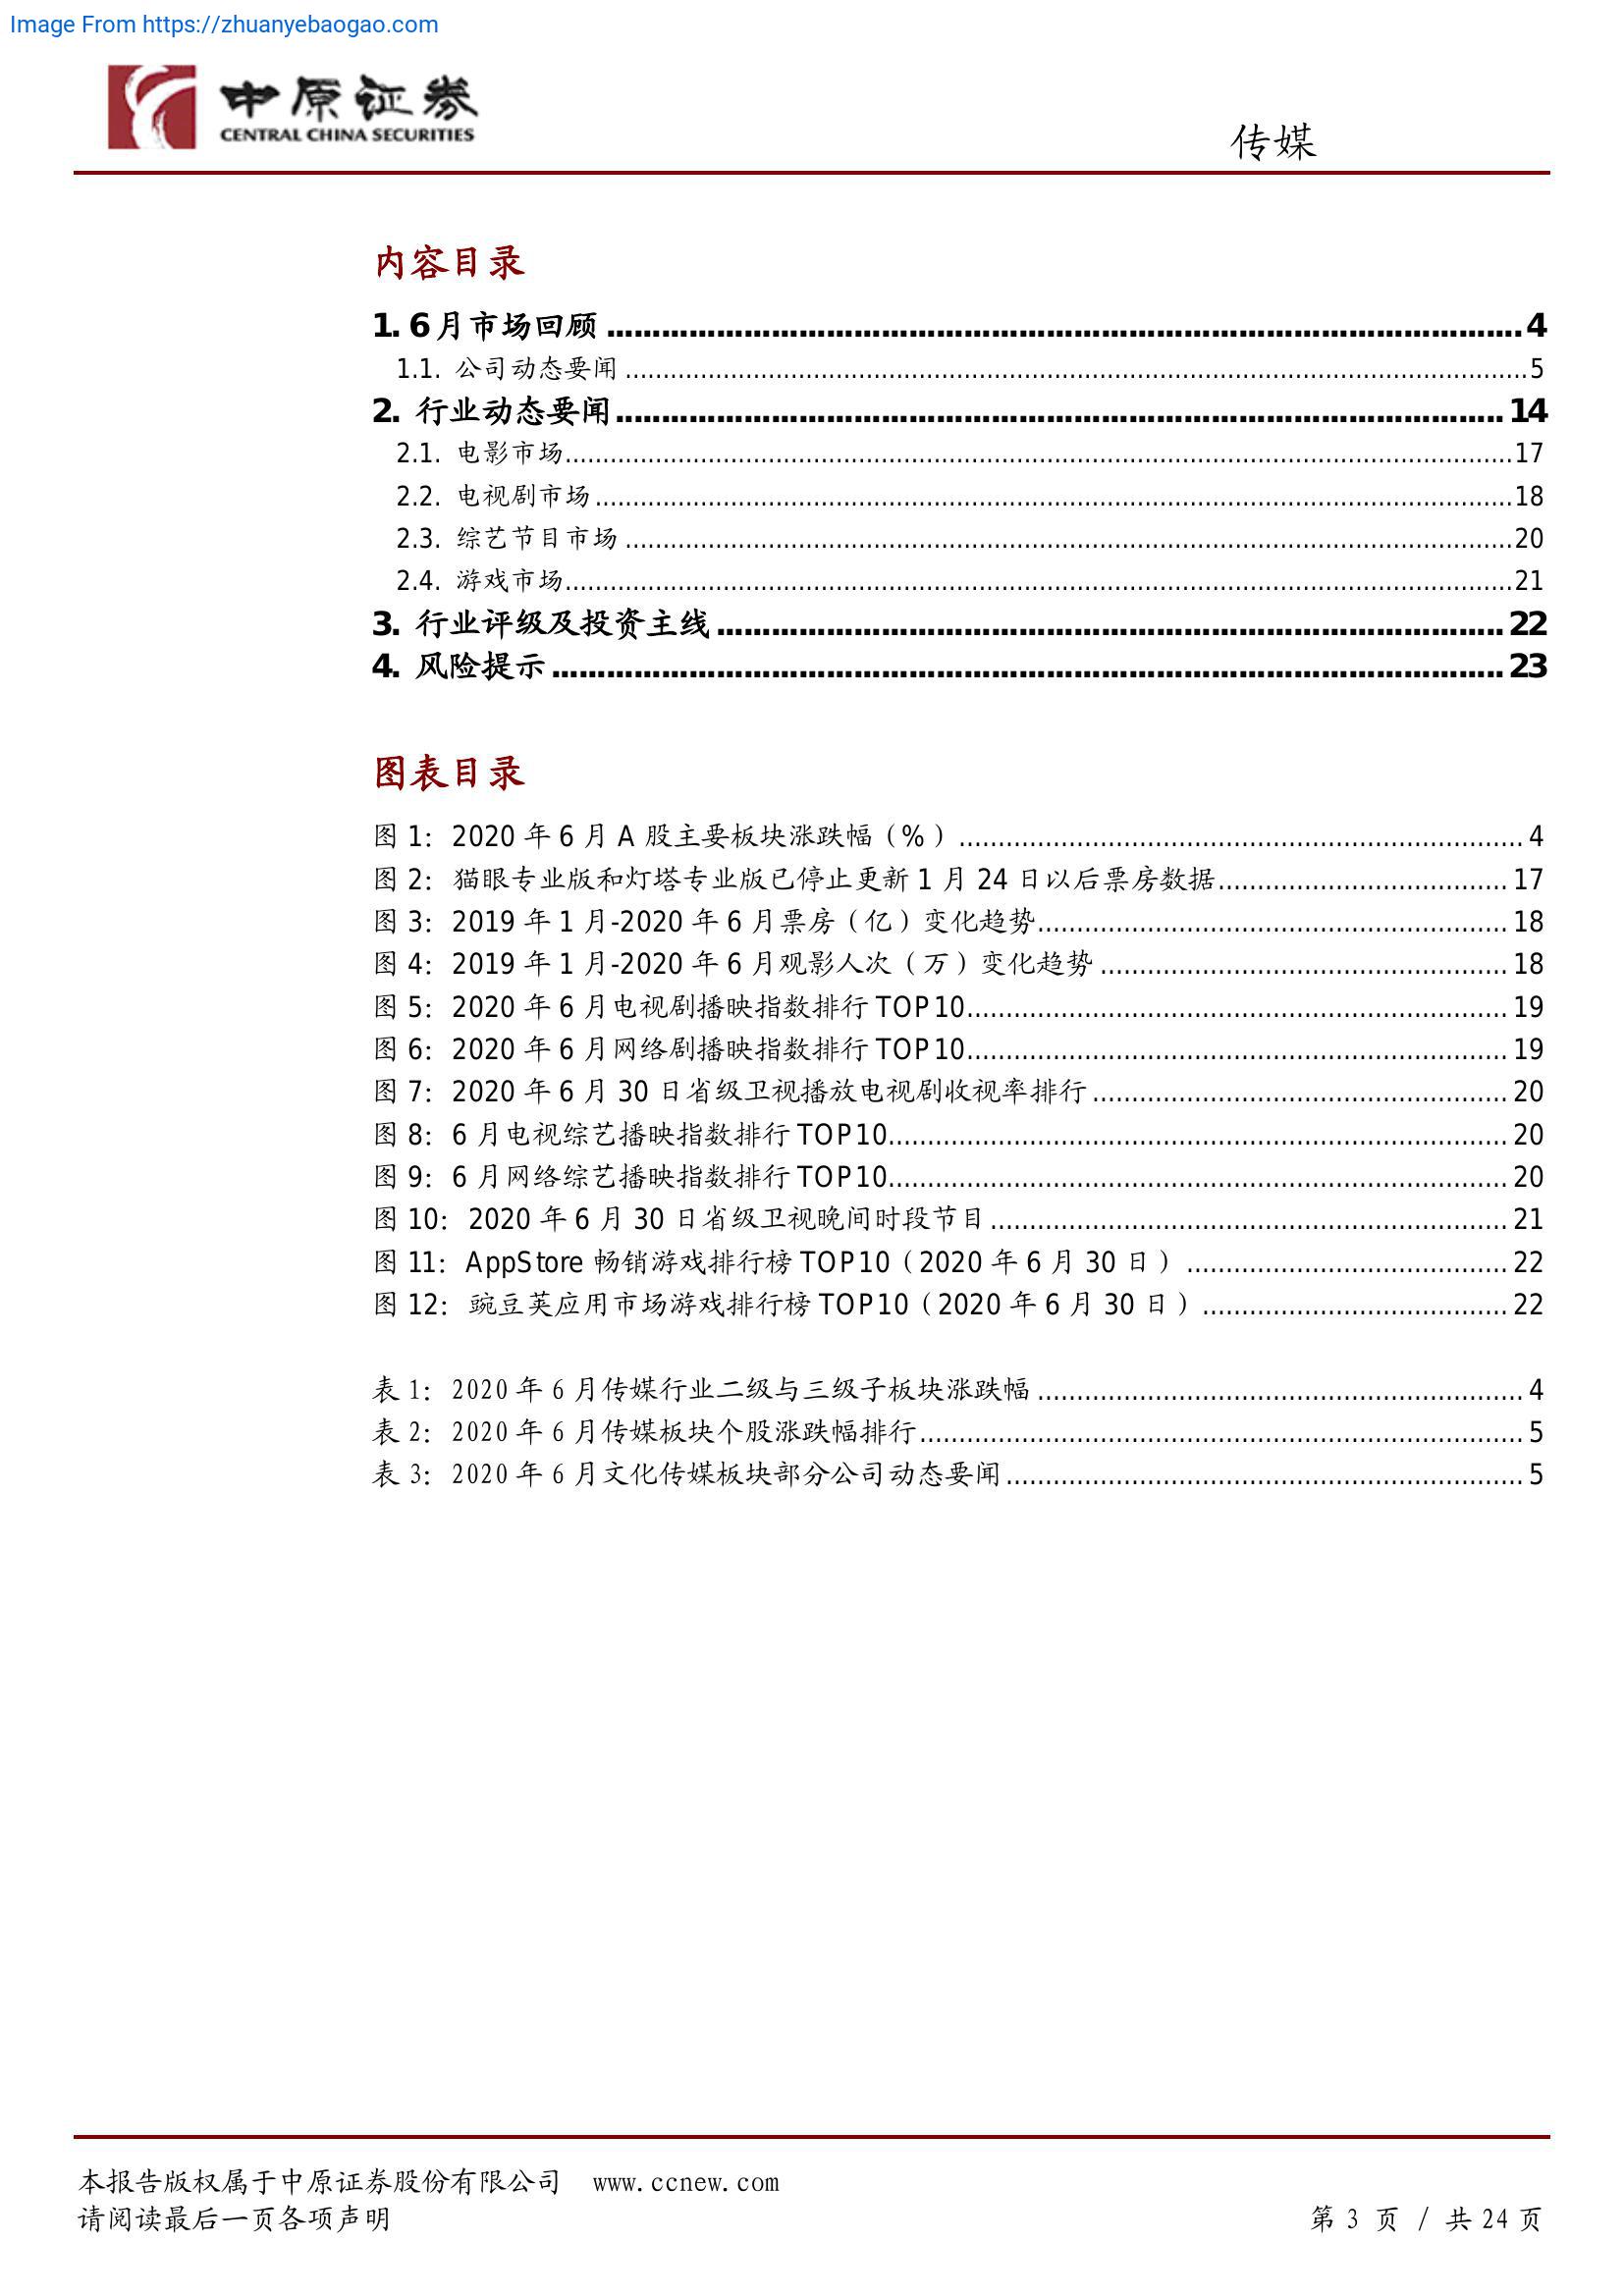 Image From https://zhuanyebaogao.com
中原证券
CENTRAL CHINA SECURITIES
传媒
内容目录
1. 6 月市场回顾 ........ 4
1.1. 公司动态要闻 ........ 5
2. 行业动态要闻 ........ 14
2.1. 电影市场 ........ 17
2.2. 电视剧市场 ........ 18
2.3. 综艺节目市场 ........ 20
2.4. 游戏市场 ........ 21
3. 行业评级及投资主线 ........ 22
4. 风险提示 ........ 23
图表目录
图 1：2020 年 6 月 A 股主要板块涨跌幅（%） ........ 4
图 2：猫眼专业版和灯塔专业版已停止更新 1 月 24 日以后票房数据 ........ 17
图 3：2019 年 1 月-2020 年 6 月票房（亿）变化趋势 ........ 18
图 4：2019 年 1 月-2020 年 6 月观影人次（万）变化趋势 ........ 18
图 5：2020 年 6 月电视剧播映指数排行 TOP10 ........ 19
图 6：2020 年 6 月网络剧播映指数排行 TOP10 ........ 19
图 7：2020 年 6 月 30 日省级卫视播放电视剧收视率排行 ........ 20
图 8：6 月电视综艺播映指数排行 TOP10 ........ 20
图 9：6 月网络综艺播映指数排行 TOP10 ........ 20
图 10：2020 年 6 月 30 日省级卫视晚间时段节目 ........ 21
图 11：AppStore 畅销游戏排行榜 TOP10（2020 年 6 月 30 日） ........ 22
图 12：豌豆荚应用市场游戏排行榜 TOP10（2020 年 6 月 30 日） ........ 22
表 1：2020 年 6 月传媒行业二级与三级子板块涨跌幅 ........ 4
表 2：2020 年 6 月传媒板块个股涨跌幅排行 ........ 5
表 3：2020 年 6 月文化传媒板块部分公司动态要闻 ........ 5
本报告版权属于中原证券股份有限公司 www.ccnew.com
请阅读最后一页各项声明
第 3 页 / 共 24 页